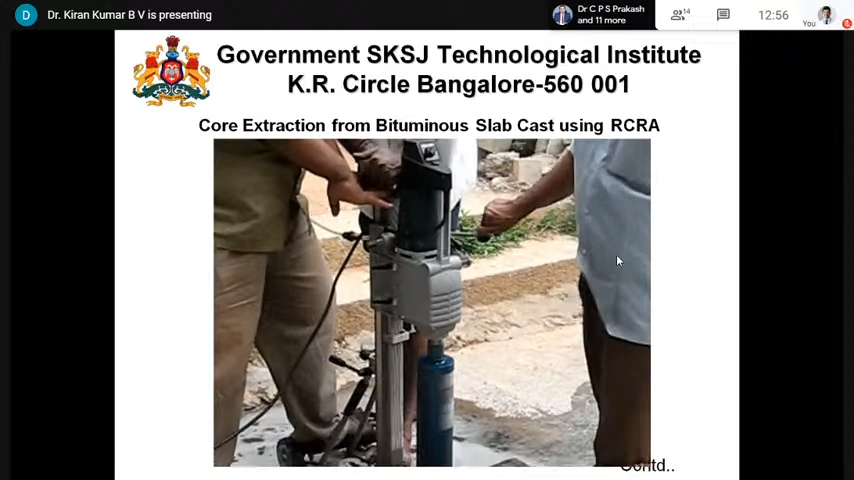 D Dr. Kiran Kumar B V is presenting
Dr C P S Prakash
and 11 more
14
12:56
You
Government SKSJ Technological Institute
K.R. Circle Bangalore-560 001
Core Extraction from Bituminous Slab Cast using RCRA
Contd..